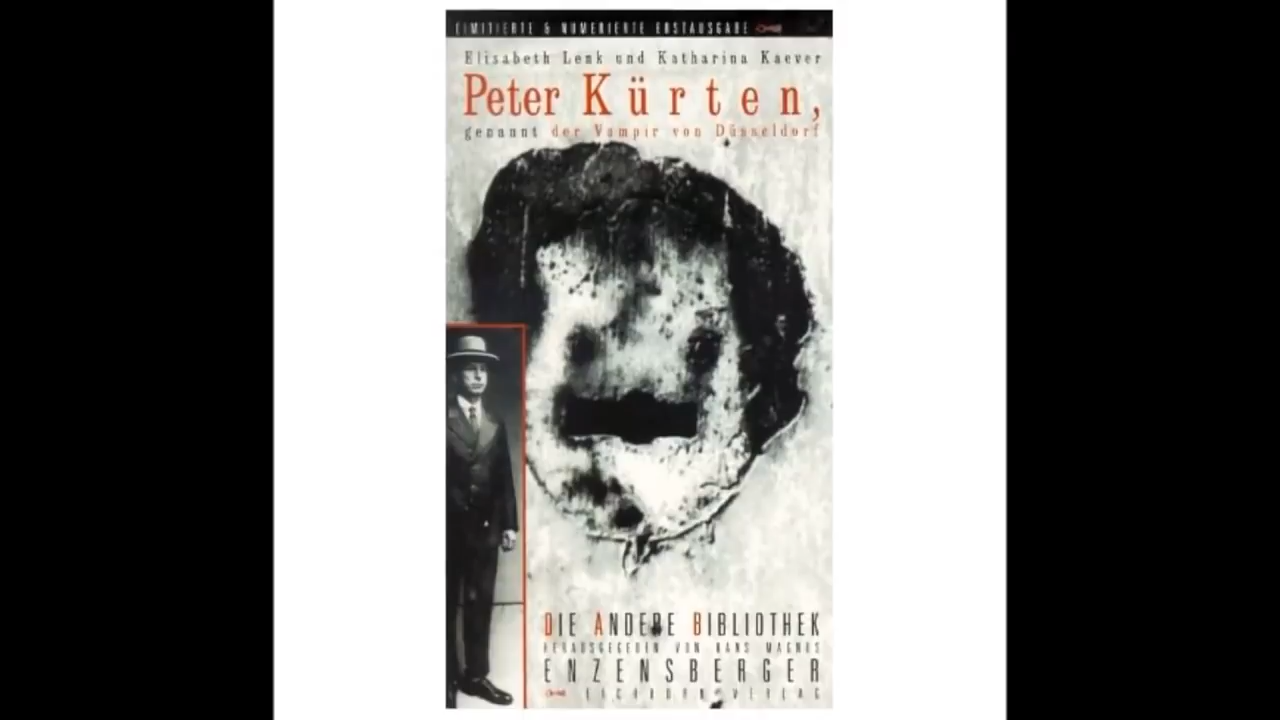 LIMITIERTE & NUMERIERTE ERSTAUSGABE
Elisabeth Lenk und Katharina Kaever
Peter Kürten,
genannt der Vampir von Düsseldorf
DIE ANDERE BIBLIOTHEK
HERAUSGEGEBEN VON HANS MAGNUS
ENZENSBERGER
EICHBORN VERLAG